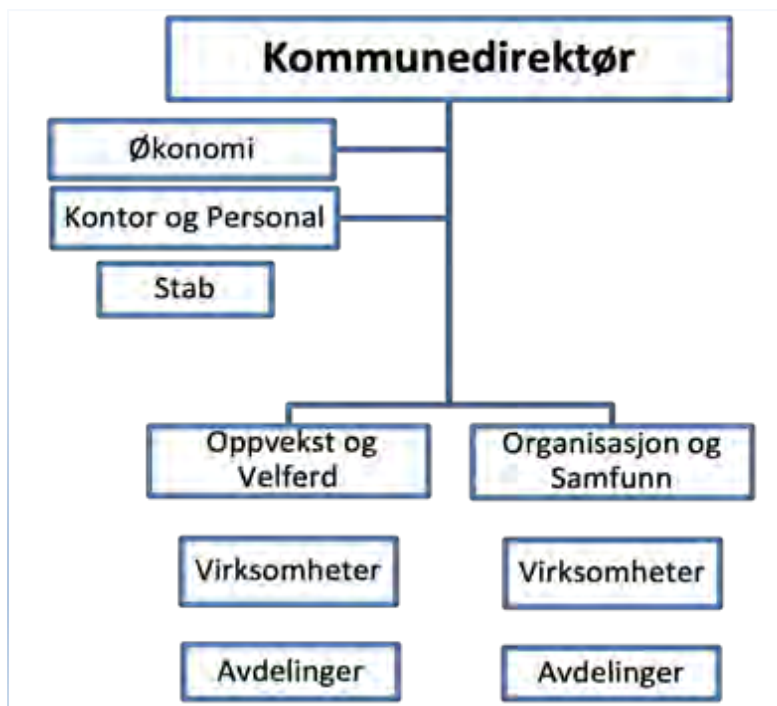 Kommunedirektør
Økonomi
Kontor og Personal
Stab
Oppvekst og
Velferd
Organisasjon og
Samfunn
Virksomheter
Virksomheter
Avdelinger
Avdelinger